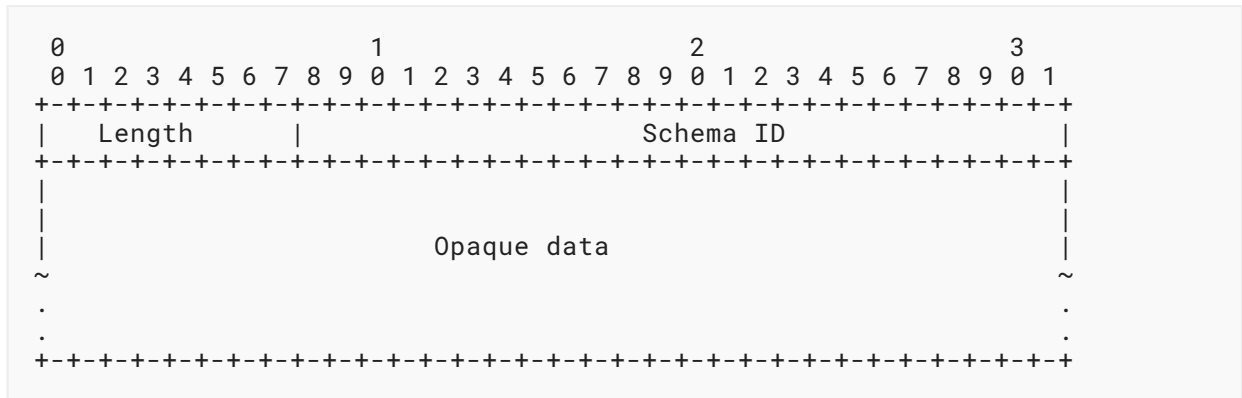 0                   1                   2                   3
 0 1 2 3 4 5 6 7 8 9 0 1 2 3 4 5 6 7 8 9 0 1 2 3 4 5 6 7 8 9 0 1
+-+-+-+-+-+-+-+-+-+-+-+-+-+-+-+-+-+-+-+-+-+-+-+-+-+-+-+-+-+-+-+-+
|   Length      |                     Schema ID                 |
+-+-+-+-+-+-+-+-+-+-+-+-+-+-+-+-+-+-+-+-+-+-+-+-+-+-+-+-+-+-+-+-+
|                                                               |
|                                                               |
|                        Opaque data                            |
~                                                               ~
.                                                               .
.                                                               .
+-+-+-+-+-+-+-+-+-+-+-+-+-+-+-+-+-+-+-+-+-+-+-+-+-+-+-+-+-+-+-+-+